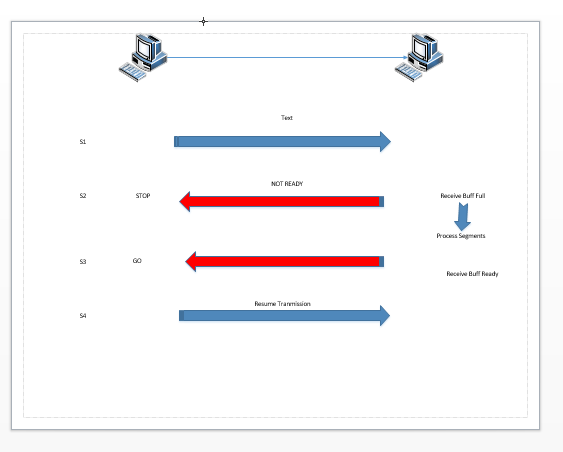 Text
S1
NOT READY
S2 STOP Receive Buff Full
Process Segments
S3 GO
Receive Buff Ready
Resume Tranmission
S4